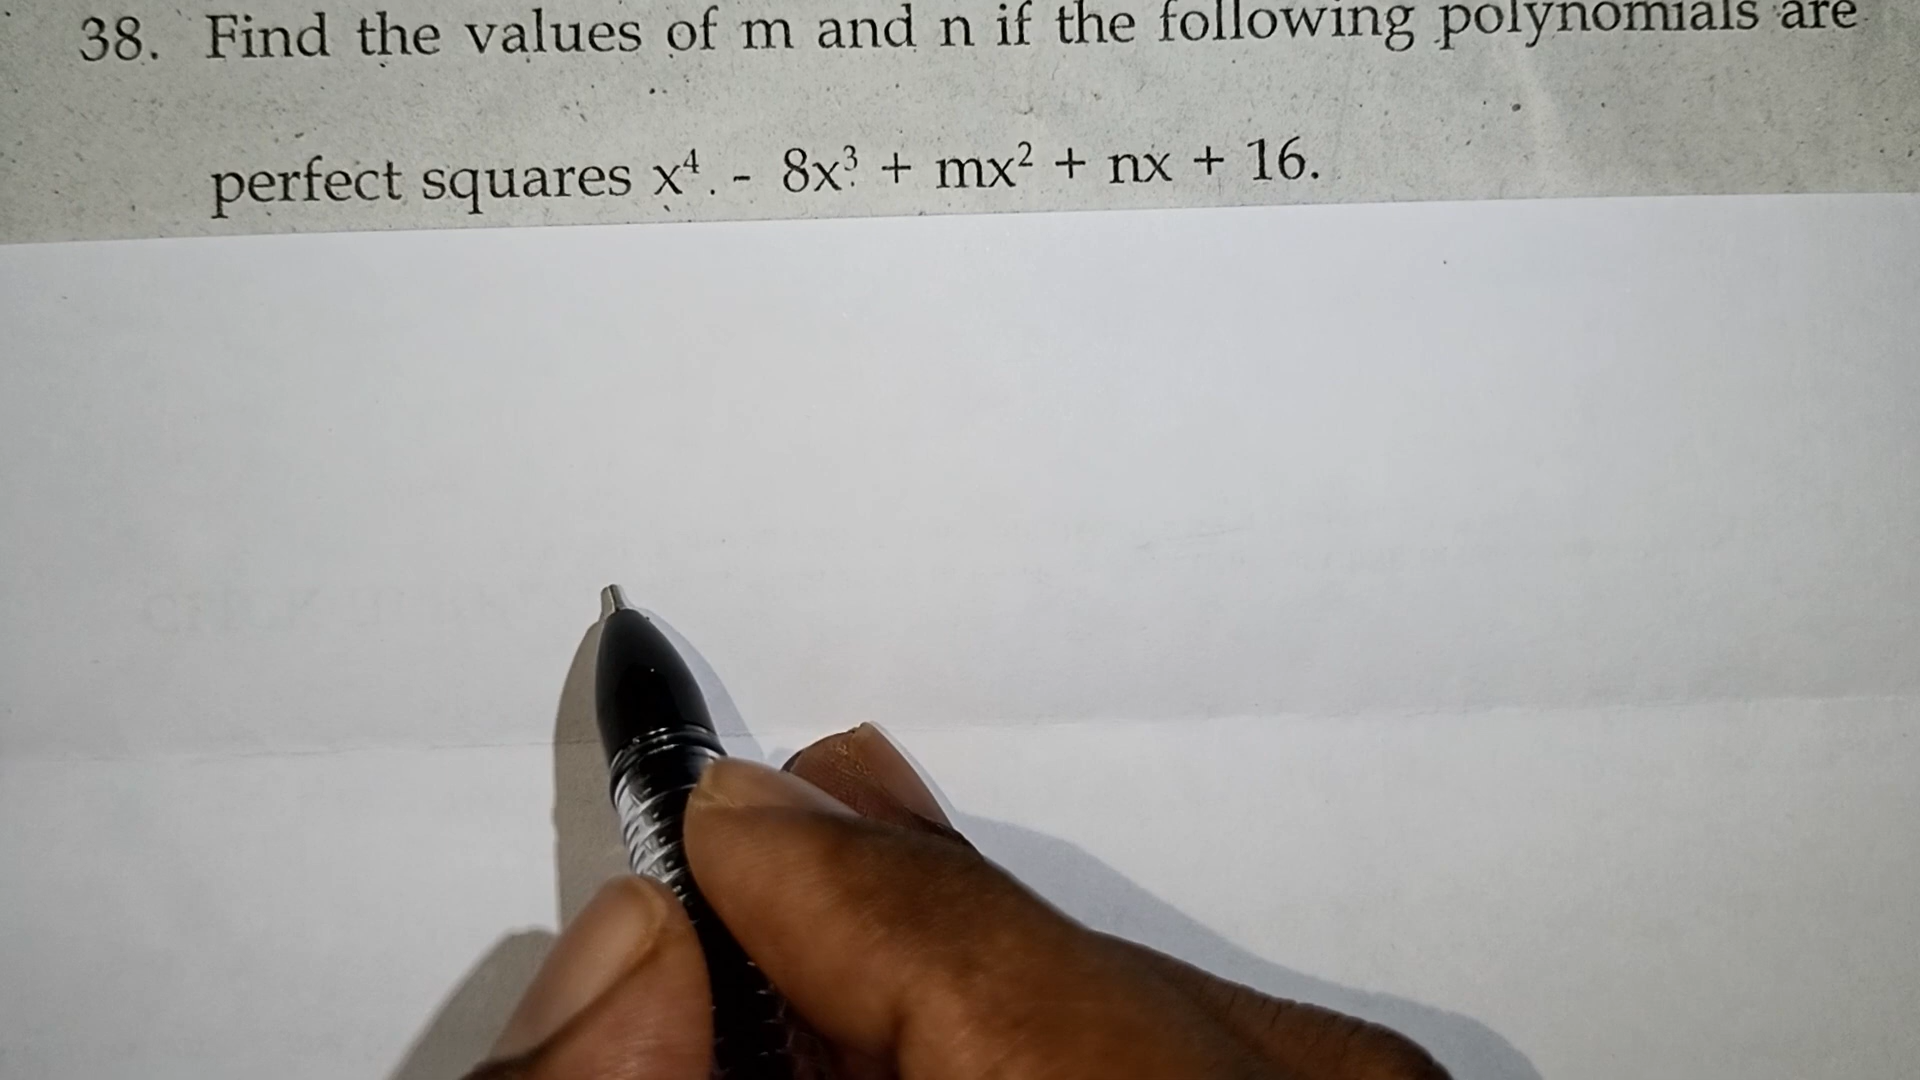 38. Find the values of m and n if the following polynomials are
perfect squares x⁴ - 8x³ + mx² + nx + 16.